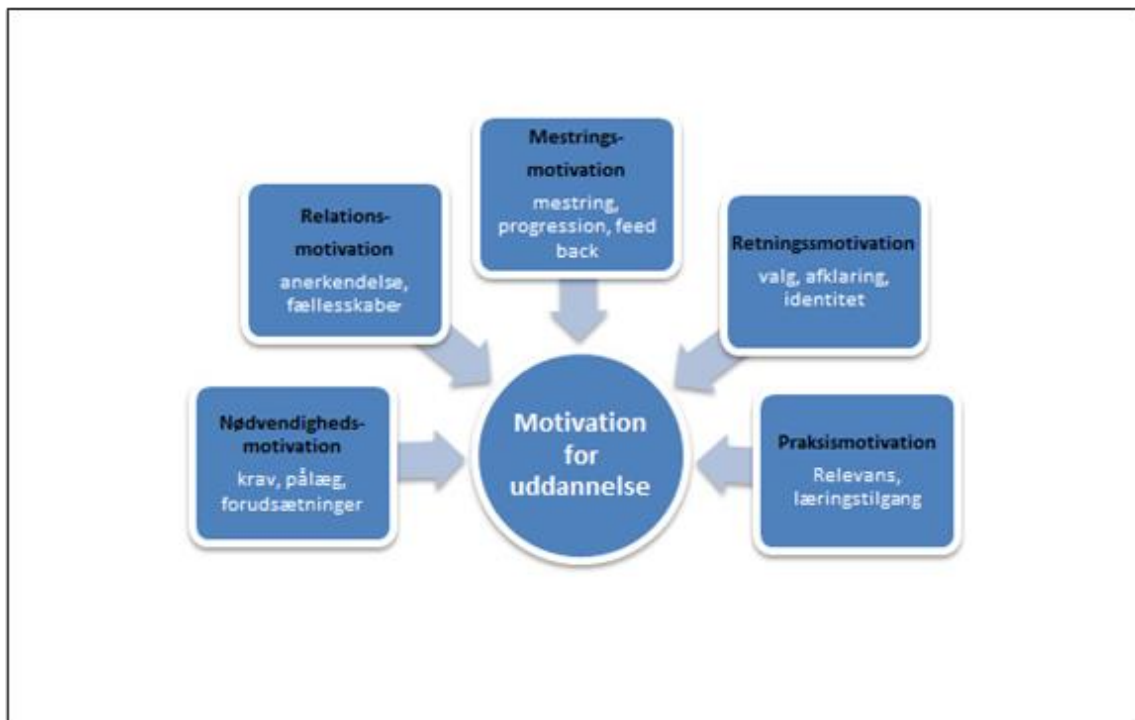 Mestrings-
motivation
mestring,
progression, feed
back
Relations-
motivation
anerkendelse,
fællesskaber
Retningssmotivation
valg, afklaring,
identitet
Nødvendigheds-
motivation
krav, pålæg,
forudsætninger
Motivation
for
uddannelse
Praksismotivation
Relevans,
læringstilgang